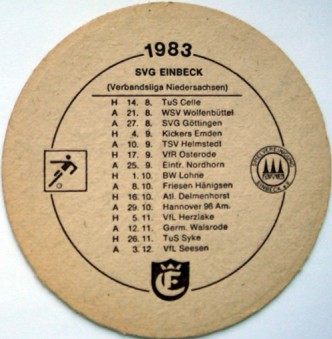 1983
SVG EINBECK
(Verbandsliga Niedersachsen)
H 14. 8. TuS Celle
A 21. 8. WSV Wolfenbüttel
A 27. 8. SVG Göttingen
H 4. 9. Kickers Emden
A 10. 9. TSV Helmstedt
H 17. 9. VfR Osterode
A 25. 9. Eintr. Nordhorn
H 1. 10. BW Lohne
A 8. 10. Friesen Hänigsen
H 16. 10. Atl. Delmenhorst
A 29. 10. Hannover 96 Am.
H 5. 11. VfL Herzlake
A 12. 11. Germ. Walsrode
H 26. 11. TuS Syke
A 3. 12. VfL Seesen
SPORTVEREINIGUNG
EINBECK